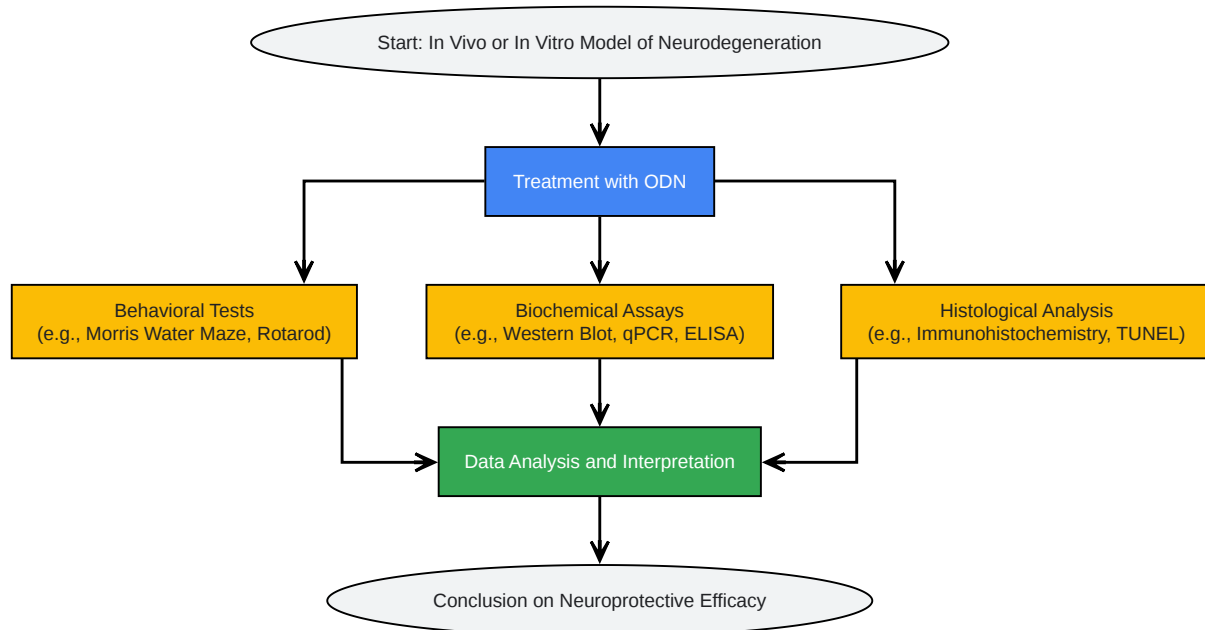 Start: In Vivo or In Vitro Model of Neurodegeneration
Treatment with ODN
Behavioral Tests
(e.g., Morris Water Maze, Rotarod)
Biochemical Assays
(e.g., Western Blot, qPCR, ELISA)
Histological Analysis
(e.g., Immunohistochemistry, TUNEL)
Data Analysis and Interpretation
Conclusion on Neuroprotective Efficacy